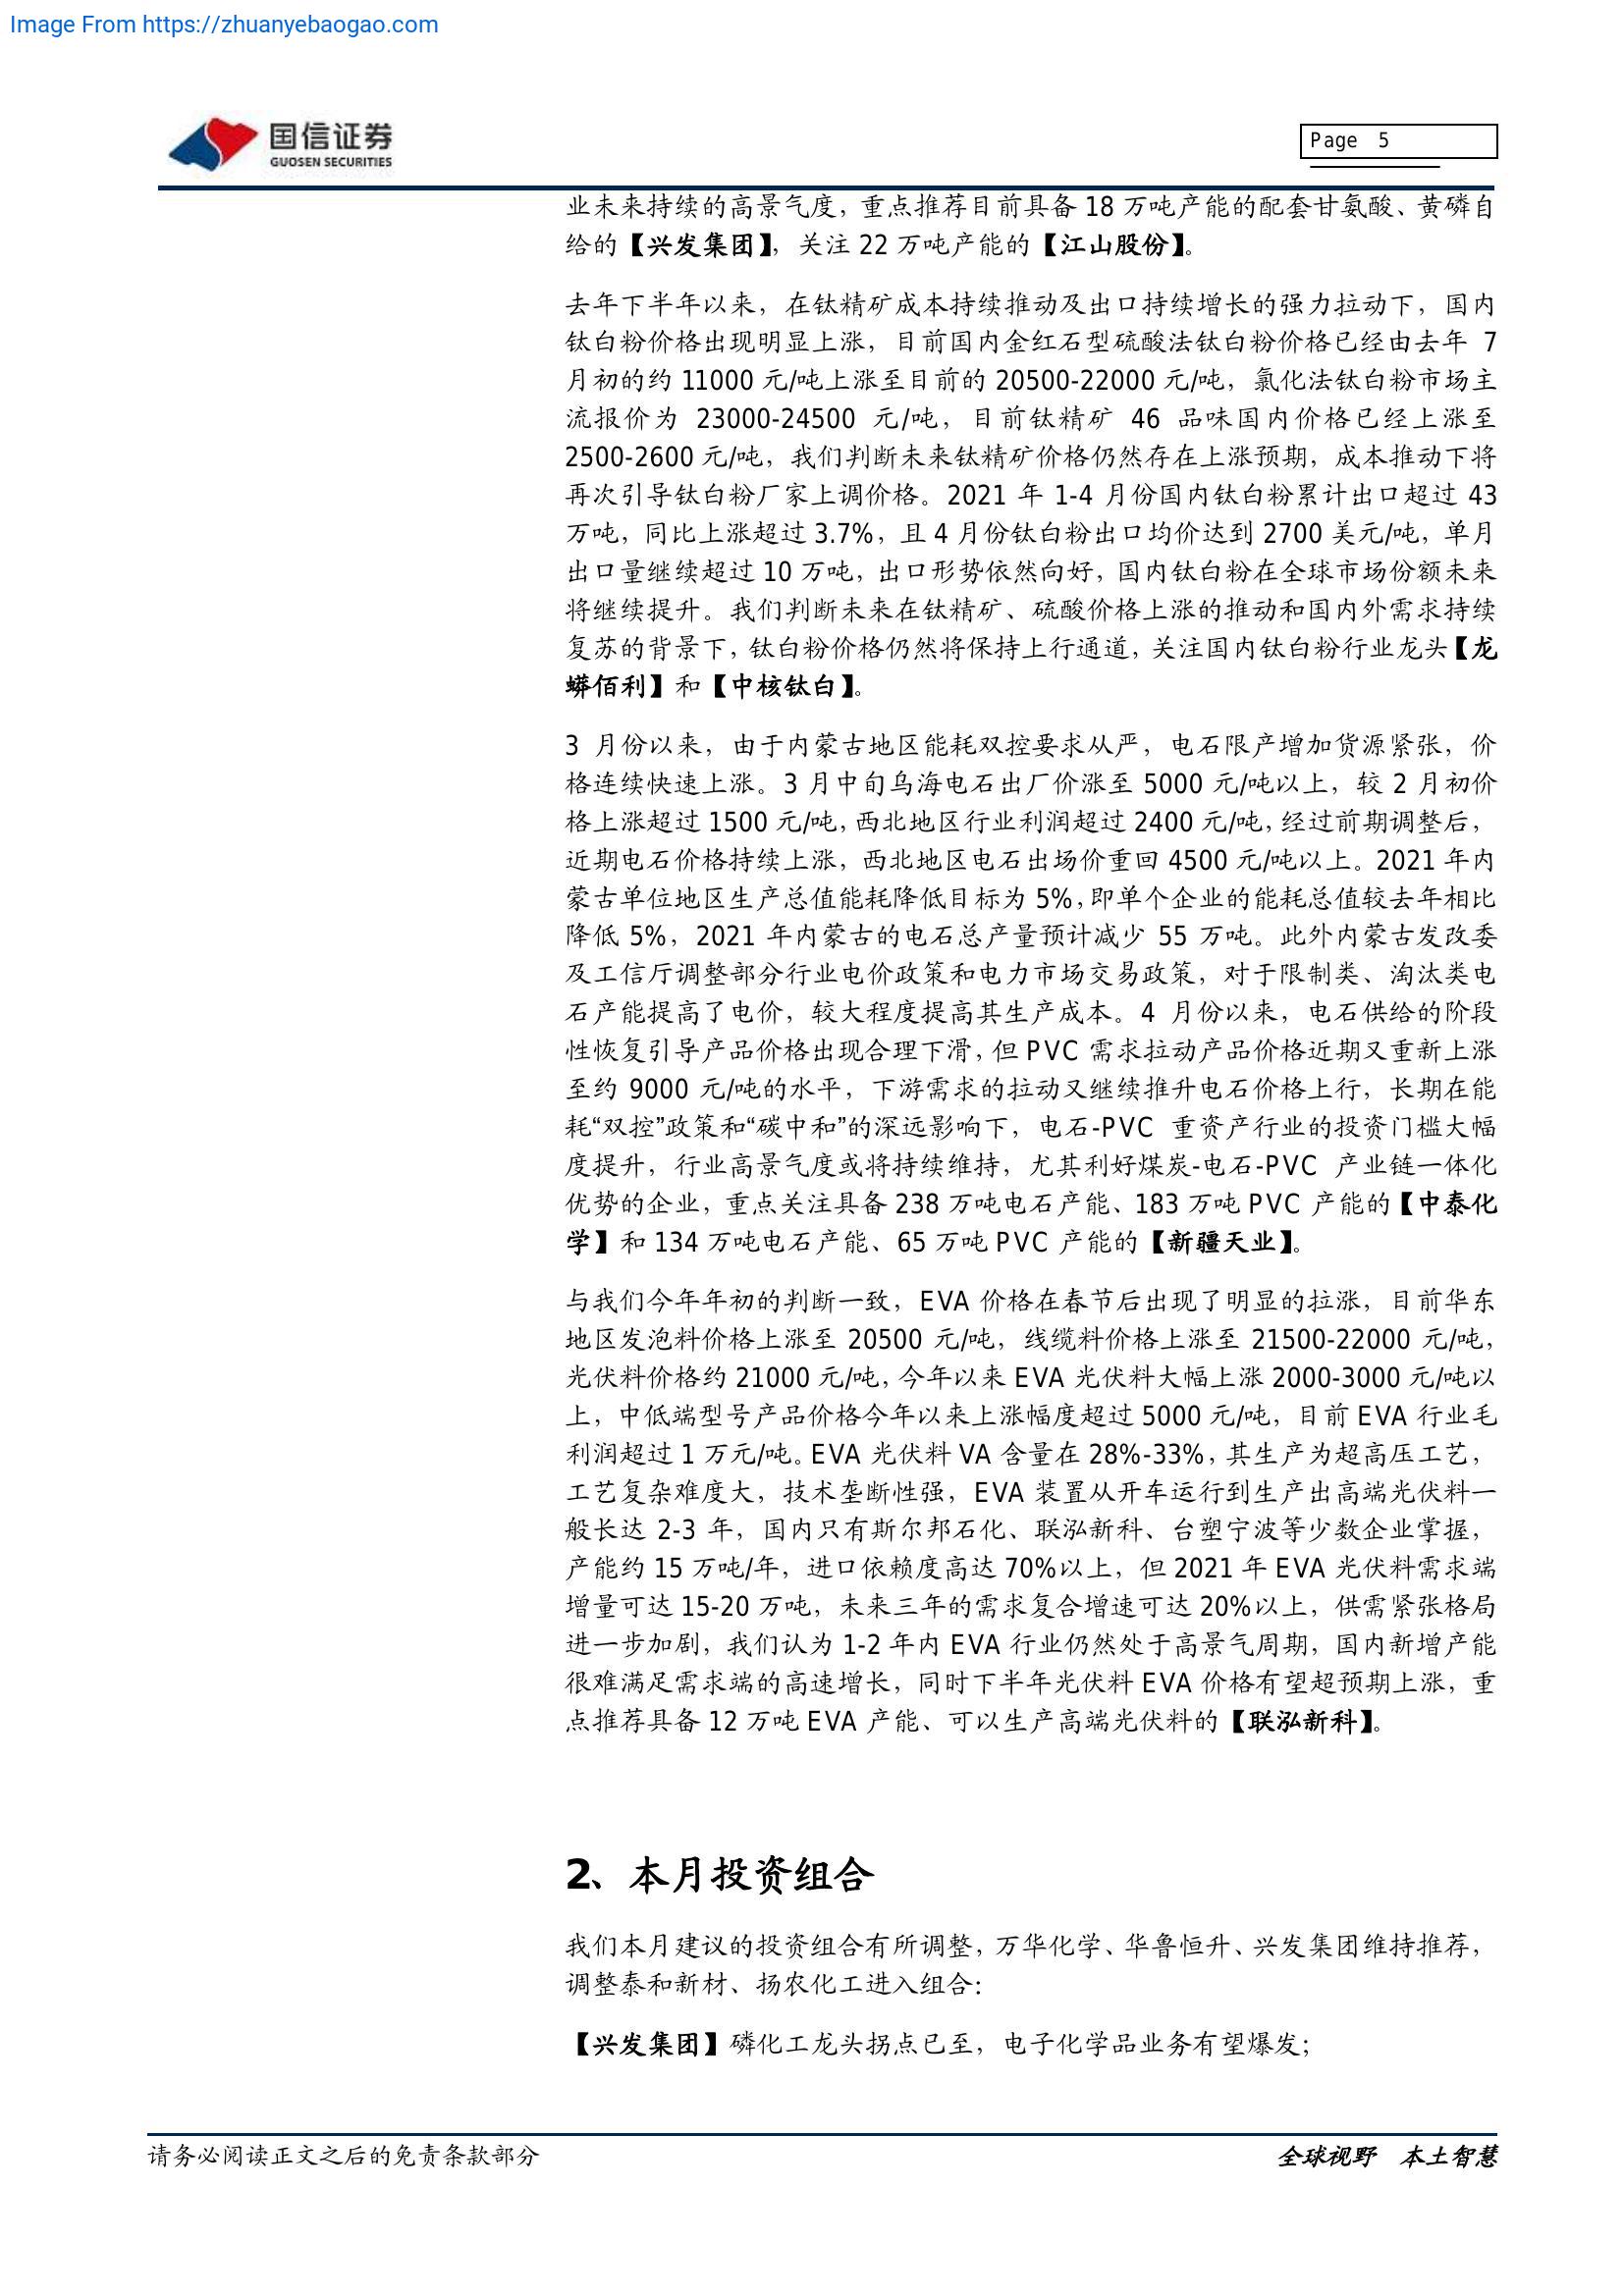 Image From https://zhuanyebaogao.com
国信证券
GUOSEN SECURITIES
Page 5
业未来持续的高景气度，重点推荐目前具备 18 万吨产能的配套甘氨酸、黄磷自
给的【兴发集团】，关注 22 万吨产能的【江山股份】。
去年下半年以来，在钛精矿成本持续推动及出口持续增长的强力拉动下，国内
钛白粉价格出现明显上涨，目前国内金红石型硫酸法钛白粉价格已经由去年 7
月初的约 11000 元/吨上涨至目前的 20500-22000 元/吨，氯化法钛白粉市场主
流报价为 23000-24500 元/吨，目前钛精矿 46 品味国内价格已经上涨至
2500-2600 元/吨，我们判断未来钛精矿价格仍然存在上涨预期，成本推动下将
再次引导钛白粉厂家上调价格。2021 年 1-4 月份国内钛白粉累计出口超过 43
万吨，同比上涨超过 3.7%，且 4 月份钛白粉出口均价达到 2700 美元/吨，单月
出口量继续超过 10 万吨，出口形势依然向好，国内钛白粉在全球市场份额未来
将继续提升。我们判断未来在钛精矿、硫酸价格上涨的推动和国内外需求持续
复苏的背景下，钛白粉价格仍然将保持上行通道，关注国内钛白粉行业龙头【龙
蟒佰利】和【中核钛白】。
3 月份以来，由于内蒙古地区能耗双控要求从严，电石限产增加货源紧张，价
格连续快速上涨。3 月中旬乌海电石出厂价涨至 5000 元/吨以上，较 2 月初价
格上涨超过 1500 元/吨，西北地区行业利润超过 2400 元/吨，经过前期调整后，
近期电石价格持续上涨，西北地区电石出场价重回 4500 元/吨以上。2021 年内
蒙古单位地区生产总值能耗降低目标为 5%，即单个企业的能耗总值较去年相比
降低 5%，2021 年内蒙古的电石总产量预计减少 55 万吨。此外内蒙古发改委
及工信厅调整部分行业电价政策和电力市场交易政策，对于限制类、淘汰类电
石产能提高了电价，较大程度提高其生产成本。4 月份以来，电石供给的阶段
性恢复引导产品价格出现合理下滑，但 PVC 需求拉动产品价格近期又重新上涨
至约 9000 元/吨的水平，下游需求的拉动又继续推升电石价格上行，长期在能
耗“双控”政策和“碳中和”的深远影响下，电石-PVC 重资产行业的投资门槛大幅
度提升，行业高景气度或将持续维持，尤其利好煤炭-电石-PVC 产业链一体化
优势的企业，重点关注具备 238 万吨电石产能、183 万吨 PVC 产能的【中泰化
学】和 134 万吨电石产能、65 万吨 PVC 产能的【新疆天业】。
与我们今年年初的判断一致，EVA 价格在春节后出现了明显的拉涨，目前华东
地区发泡料价格上涨至 20500 元/吨，线缆料价格上涨至 21500-22000 元/吨，
光伏料价格约 21000 元/吨，今年以来 EVA 光伏料大幅上涨 2000-3000 元/吨以
上，中低端型号产品价格今年以来上涨幅度超过 5000 元/吨，目前 EVA 行业毛
利润超过 1 万元/吨。EVA 光伏料 VA 含量在 28%-33%，其生产为超高压工艺，
工艺复杂难度大，技术垄断性强，EVA 装置从开车运行到生产出高端光伏料一
般长达 2-3 年，国内只有斯尔邦石化、联泓新科、台塑宁波等少数企业掌握，
产能约 15 万吨/年，进口依赖度高达 70%以上，但 2021 年 EVA 光伏料需求端
增量可达 15-20 万吨，未来三年的需求复合增速可达 20%以上，供需紧张格局
进一步加剧，我们认为 1-2 年内 EVA 行业仍然处于高景气周期，国内新增产能
很难满足需求端的高速增长，同时下半年光伏料 EVA 价格有望超预期上涨，重
点推荐具备 12 万吨 EVA 产能、可以生产高端光伏料的【联泓新科】。
2、本月投资组合
我们本月建议的投资组合有所调整，万华化学、华鲁恒升、兴发集团维持推荐，
调整泰和新材、扬农化工进入组合：
【兴发集团】磷化工龙头拐点已至，电子化学品业务有望爆发；
请务必阅读正文之后的免责条款部分
全球视野 本土智慧